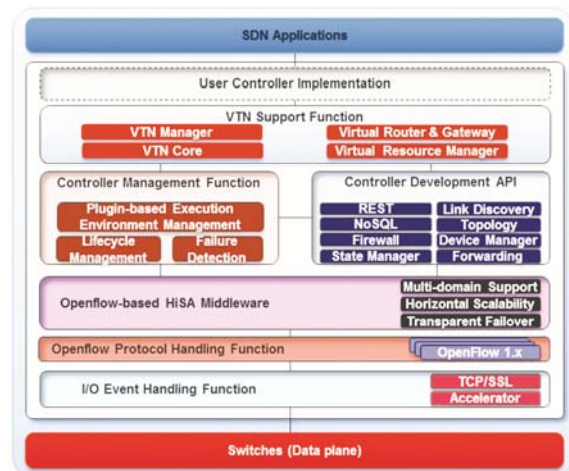 SDN Applications
User Controller Implementation
VTN Support Function
VTN Manager
Virtual Router & Gateway
VTN Core
Virtual Resource Manager
Controller Management Function
Plugin-based Execution
Environment Management
Lifecycle
Management
Failure
Detection
Controller Development API
REST
Link Discovery
NoSQL
Topology
Firewall
Device Manager
State Manager
Forwarding
Openflow-based HiSA Middleware
Multi-domain Support
Horizontal Scalability
Transparent Failover
Openflow Protocol Handling Function
OpenFlow 1.x
I/O Event Handling Function
TCP/SSL
Accelerator
Switches (Data plane)